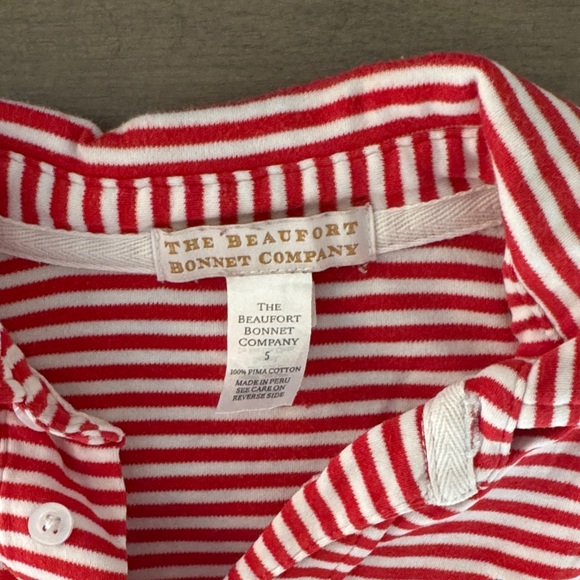 THE BEAUFORT
BONNET COMPANY
THE
BEAUFORT
BONNET
COMPANY
5
100% PIMA COTTON
MADE IN PERU
SEE CARE ON
REVERSE SIDE